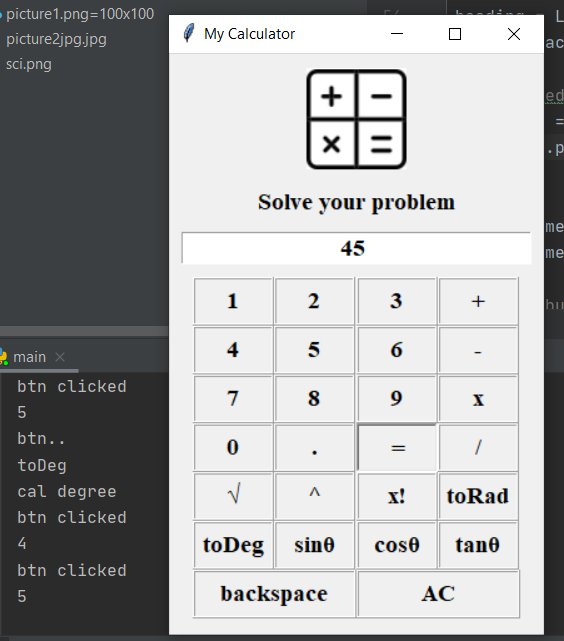 picture1.png=100x100
picture2jpg.jpg
sci.png
My Calculator
Solve your problem
45
1 2 3 +
4 5 6 -
7 8 9 x
0 . = /
√ ^ x! toRad
toDeg sinθ cosθ tanθ
backspace AC
main
btn clicked
5
btn..
toDeg
cal degree
btn clicked
4
btn clicked
5